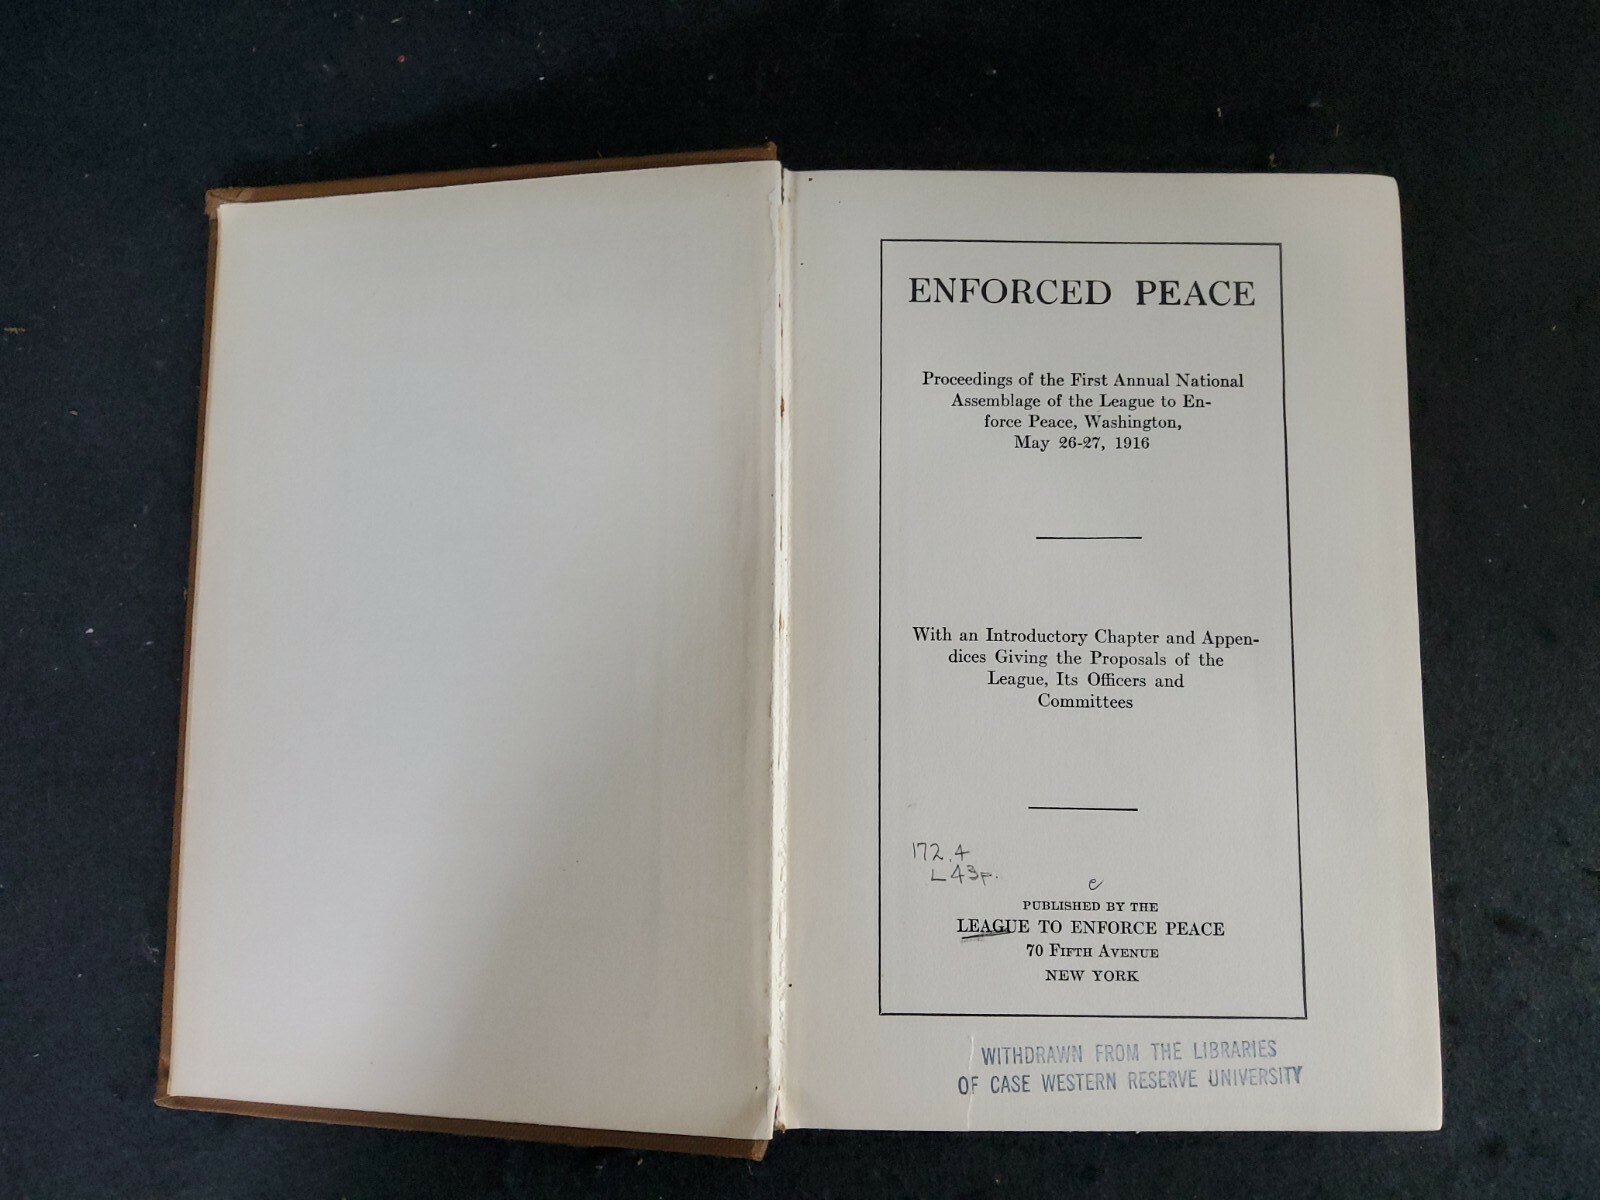 ENFORCED PEACE
Proceedings of the First Annual National
Assemblage of the League to En-
force Peace, Washington,
May 26-27, 1916
With an Introductory Chapter and Appen-
dices Giving the Proposals of the
League, Its Officers and
Committees
172.4
L43p.
e
PUBLISHED BY THE
LEAGUE TO ENFORCE PEACE
70 FIFTH AVENUE
NEW YORK
WITHDRAWN FROM THE LIBRARIES
OF CASE WESTERN RESERVE UNIVERSITY